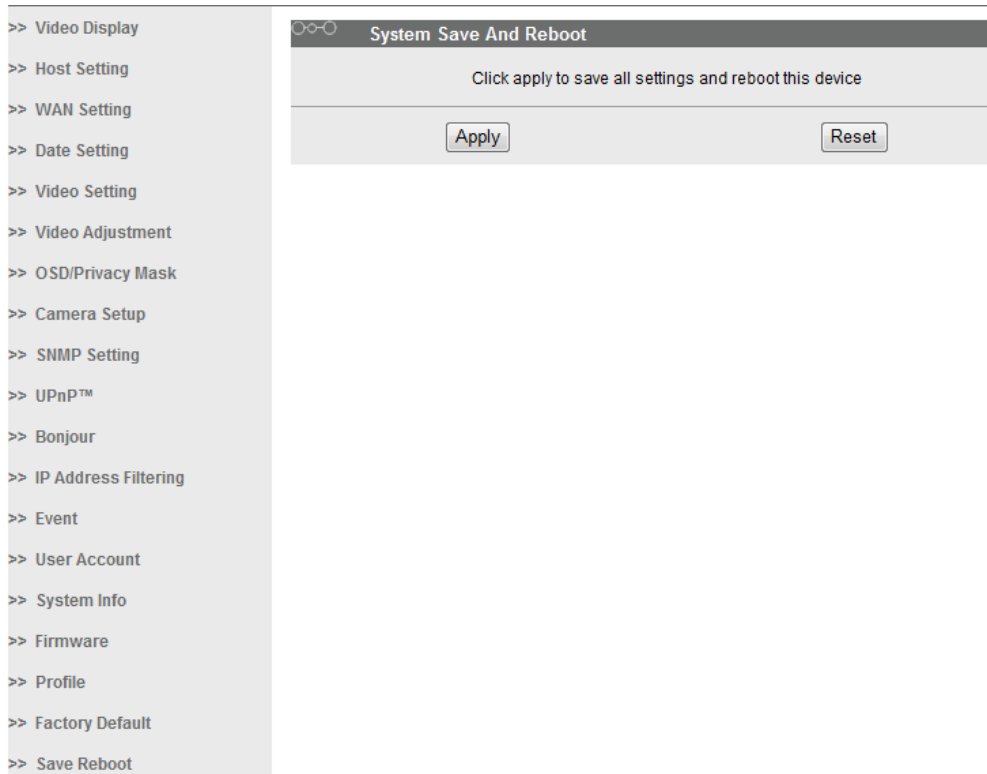 >> Video Display
>> Host Setting
>> WAN Setting
>> Date Setting
>> Video Setting
>> Video Adjustment
>> OSD/Privacy Mask
>> Camera Setup
>> SNMP Setting
>> UPnP™
>> Bonjour
>> IP Address Filtering
>> Event
>> User Account
>> System Info
>> Firmware
>> Profile
>> Factory Default
>> Save Reboot
System Save And Reboot
Click apply to save all settings and reboot this device
Apply Reset